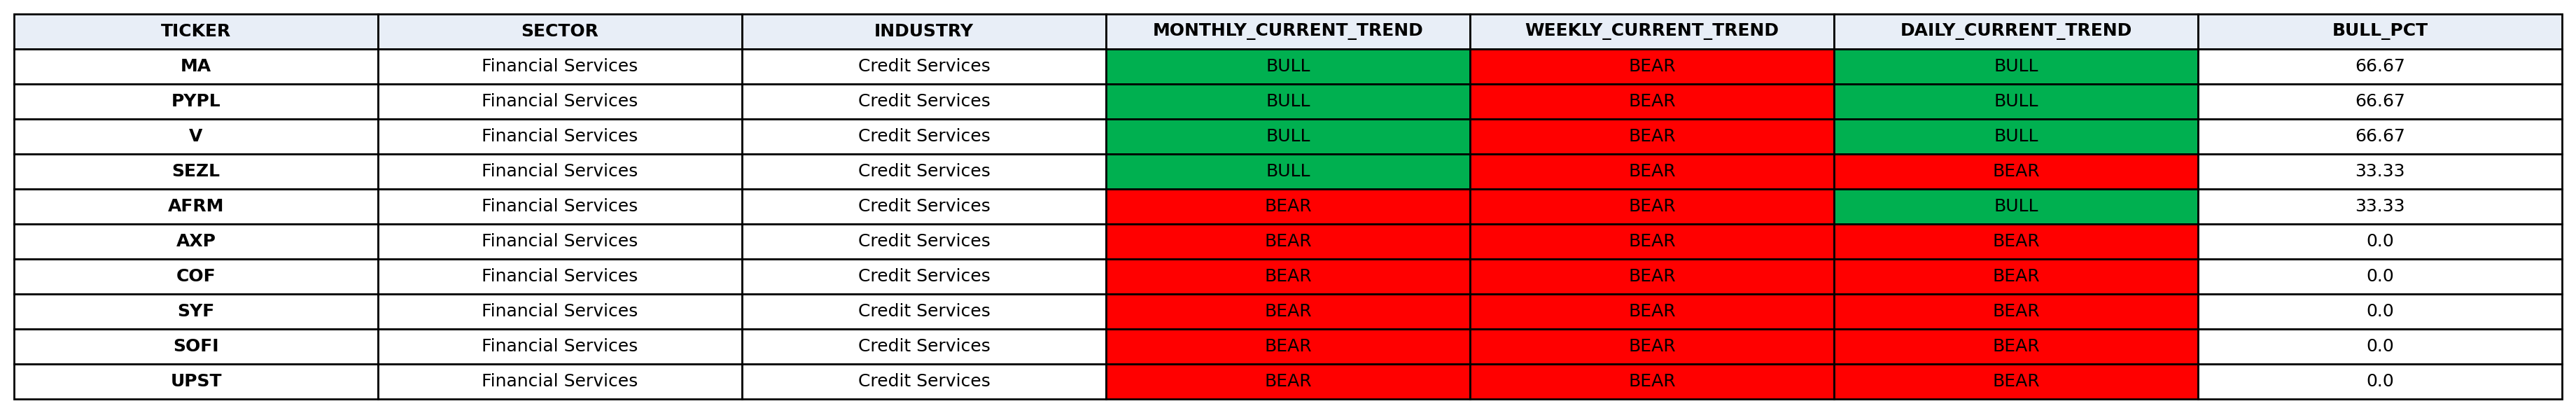 TICKER SECTOR INDUSTRY MONTHLY_CURRENT_TREND WEEKLY_CURRENT_TREND DAILY_CURRENT_TREND BULL_PCT
MA Financial Services Credit Services BULL BEAR BULL 66.67
PYPL Financial Services Credit Services BULL BEAR BULL 66.67
V Financial Services Credit Services BULL BEAR BULL 66.67
SEZL Financial Services Credit Services BULL BEAR BEAR 33.33
AFRM Financial Services Credit Services BEAR BEAR BULL 33.33
AXP Financial Services Credit Services BEAR BEAR BEAR 0.0
COF Financial Services Credit Services BEAR BEAR BEAR 0.0
SYF Financial Services Credit Services BEAR BEAR BEAR 0.0
SOFI Financial Services Credit Services BEAR BEAR BEAR 0.0
UPST Financial Services Credit Services BEAR BEAR BEAR 0.0